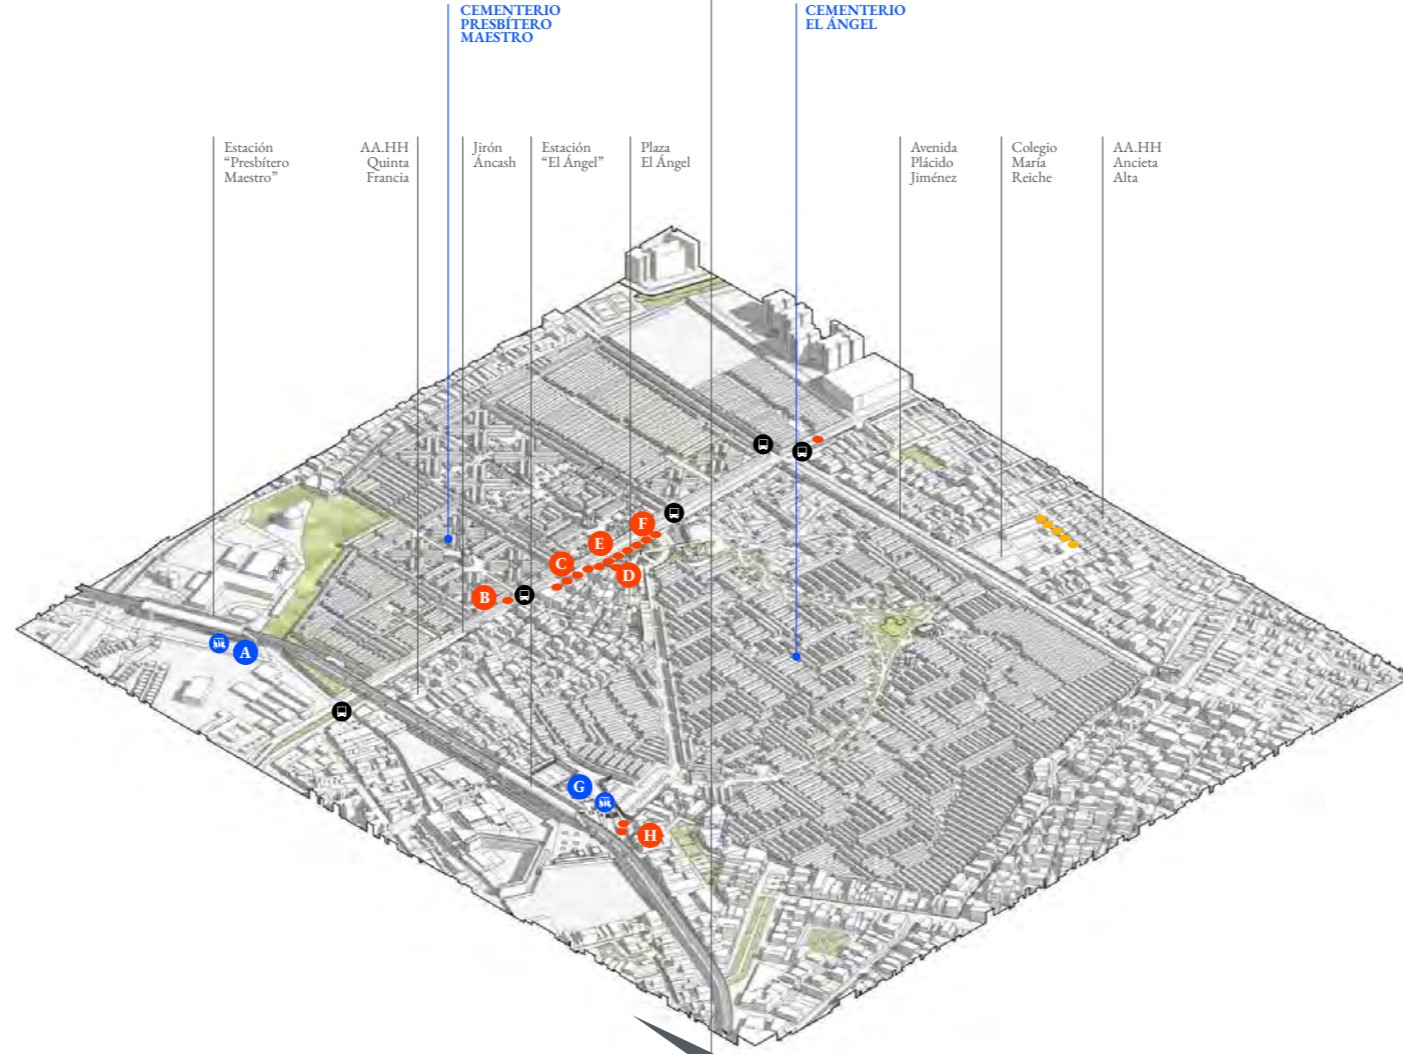 CEMENTERIO
PRESBÍTERO
MAESTRO
CEMENTERIO
EL ÁNGEL
Estación
“Presbítero
Maestro”
AA.HH
Quinta
Francia
Jirón
Áncash
Estación
“El Ángel”
Plaza
El Ángel
Avenida
Plácido
Jiménez
Colegio
María
Reiche
AA.HH
Ancieta
Alta
F
E
C
D
B
A
G
H